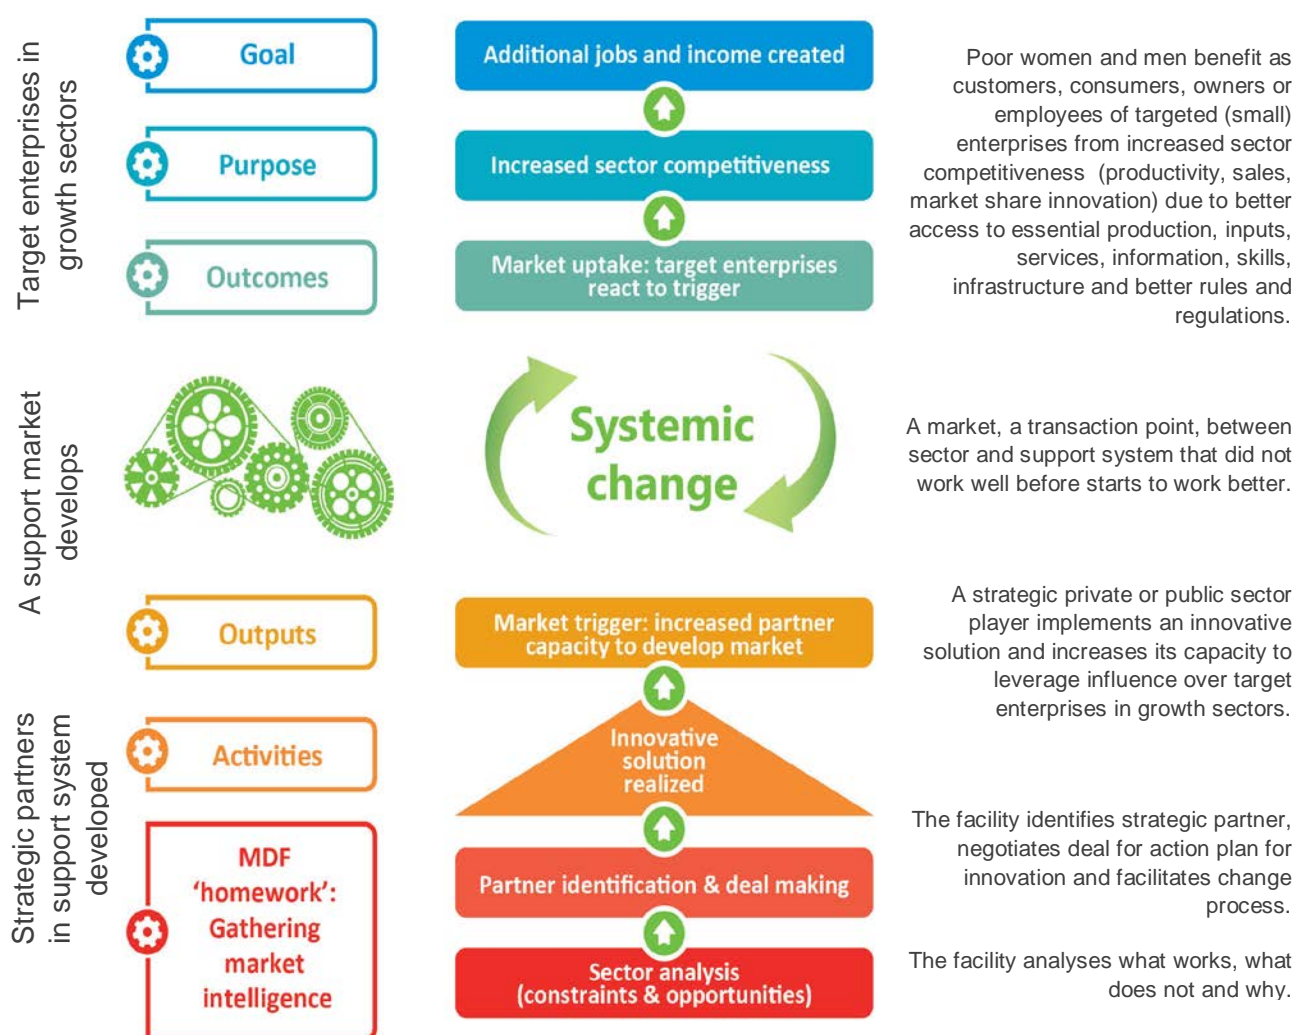 Target enterprises in
growth sectors
Goal
Additional jobs and income created
Purpose
Increased sector competitiveness
Outcomes
Market uptake: target enterprises
react to trigger
Poor women and men benefit as
customers, consumers, owners or
employees of targeted (small)
enterprises from increased sector
competitiveness (productivity, sales,
market share innovation) due to better
access to essential production, inputs,
services, information, skills,
infrastructure and better rules and
regulations.
A support market
develops
Systemic
change
A market, a transaction point, between
sector and support system that did not
work well before starts to work better.
Strategic partners
in support system
developed
Outputs
Market trigger: increased partner
capacity to develop market
A strategic private or public sector
player implements an innovative
solution and increases its capacity to
leverage influence over target
enterprises in growth sectors.
Activities
Innovative
solution
realized
MDF
‘homework’:
Gathering
market
intelligence
Partner identification & deal making
The facility identifies strategic partner,
negotiates deal for action plan for
innovation and facilitates change
process.
Sector analysis
(constraints & opportunities)
The facility analyses what works, what
does not and why.